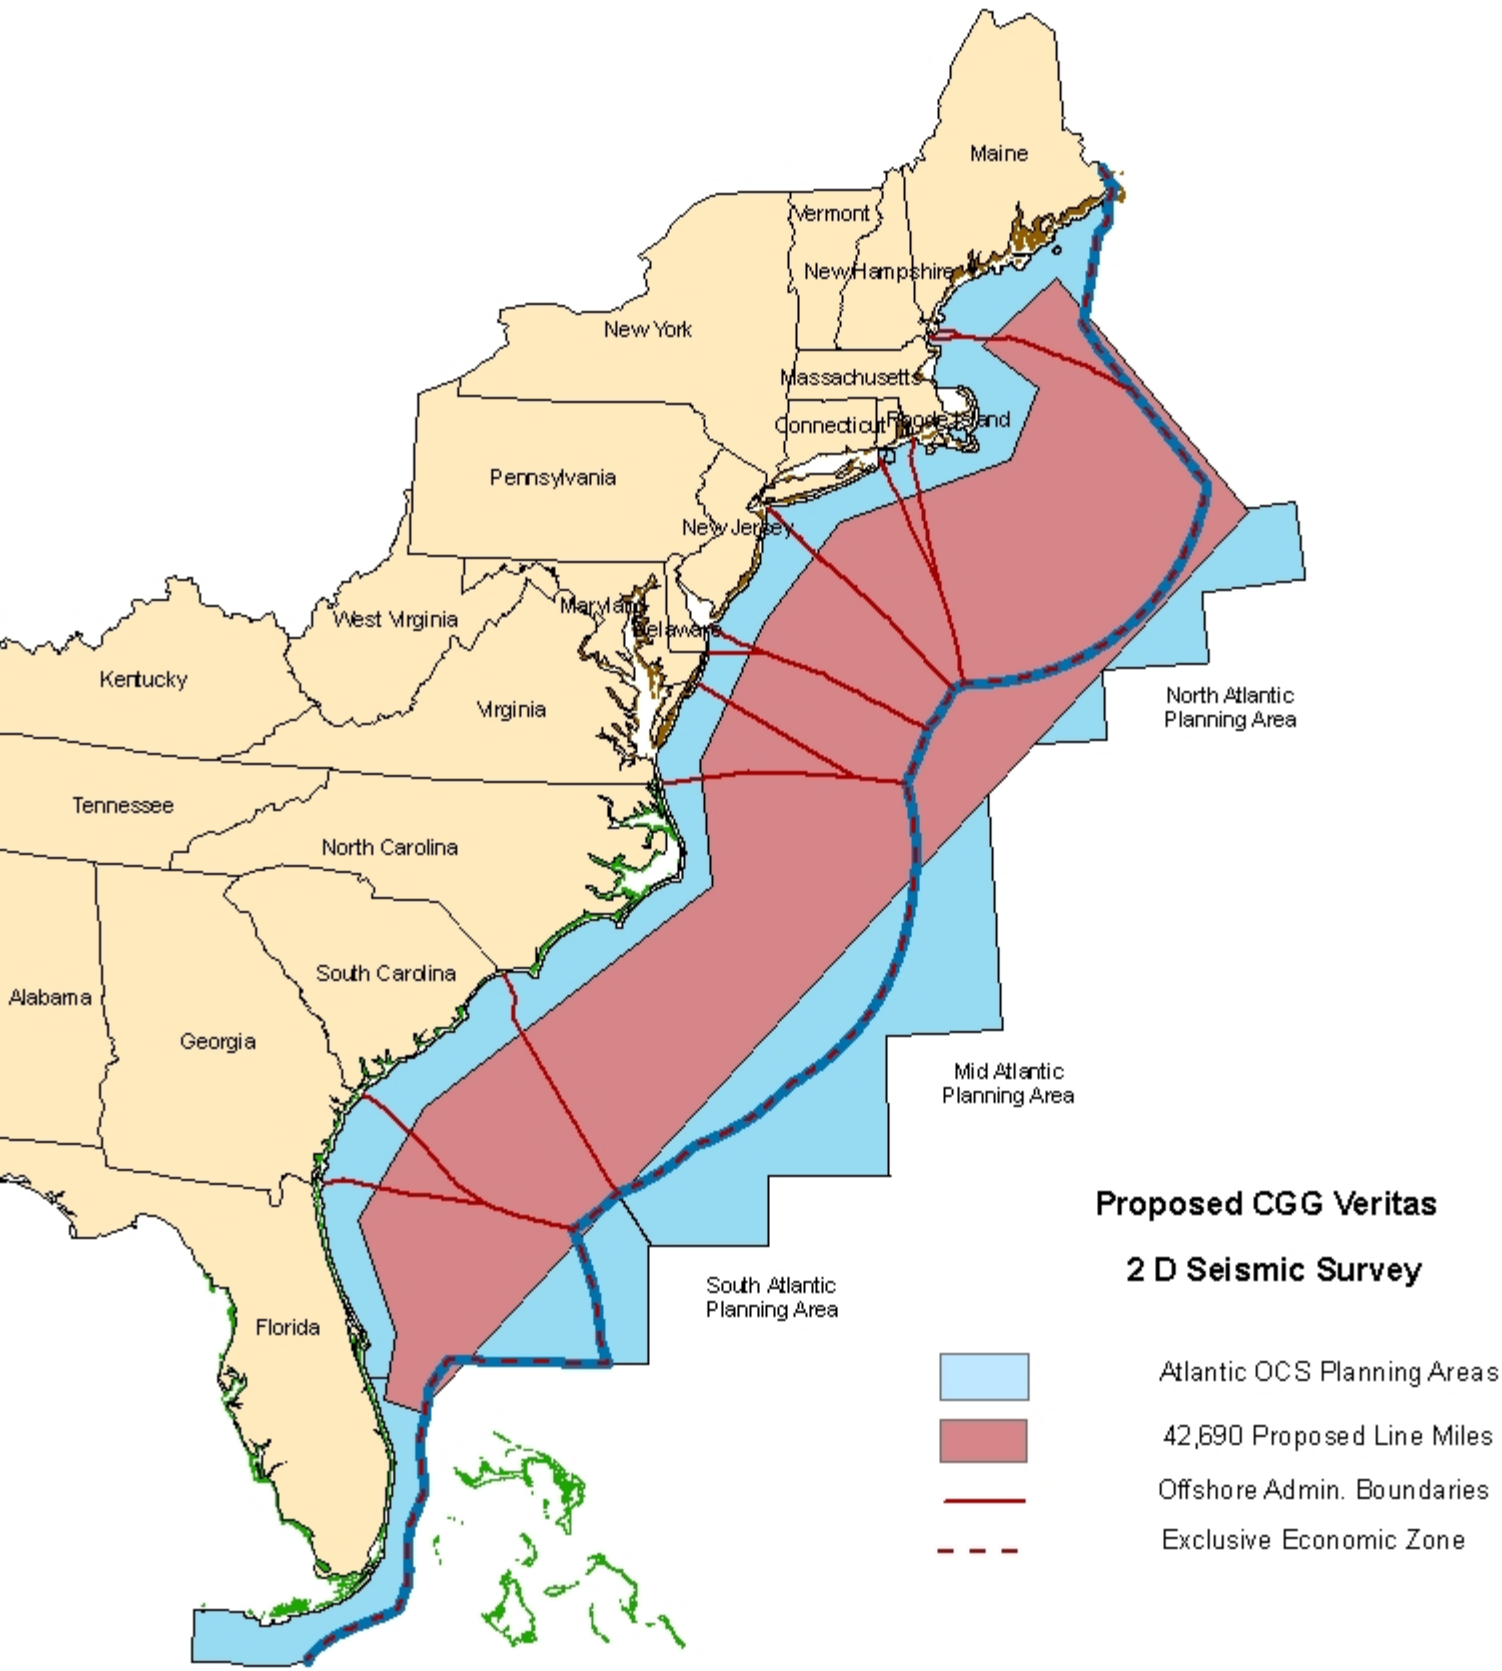 Maine
Vermont
New Hampshire
New York
Massachusetts
Connecticut
Rhode Island
Pennsylvania
New Jersey
Maryland
Delaware
West Virginia
Kentucky
Virginia
North Atlantic
Planning Area
Tennessee
North Carolina
South Carolina
Alabama
Georgia
Mid Atlantic
Planning Area
South Atlantic
Planning Area
Florida
Proposed CGG Veritas
2 D Seismic Survey
Atlantic OCS Planning Areas
42,690 Proposed Line Miles
Offshore Admin. Boundaries
Exclusive Economic Zone